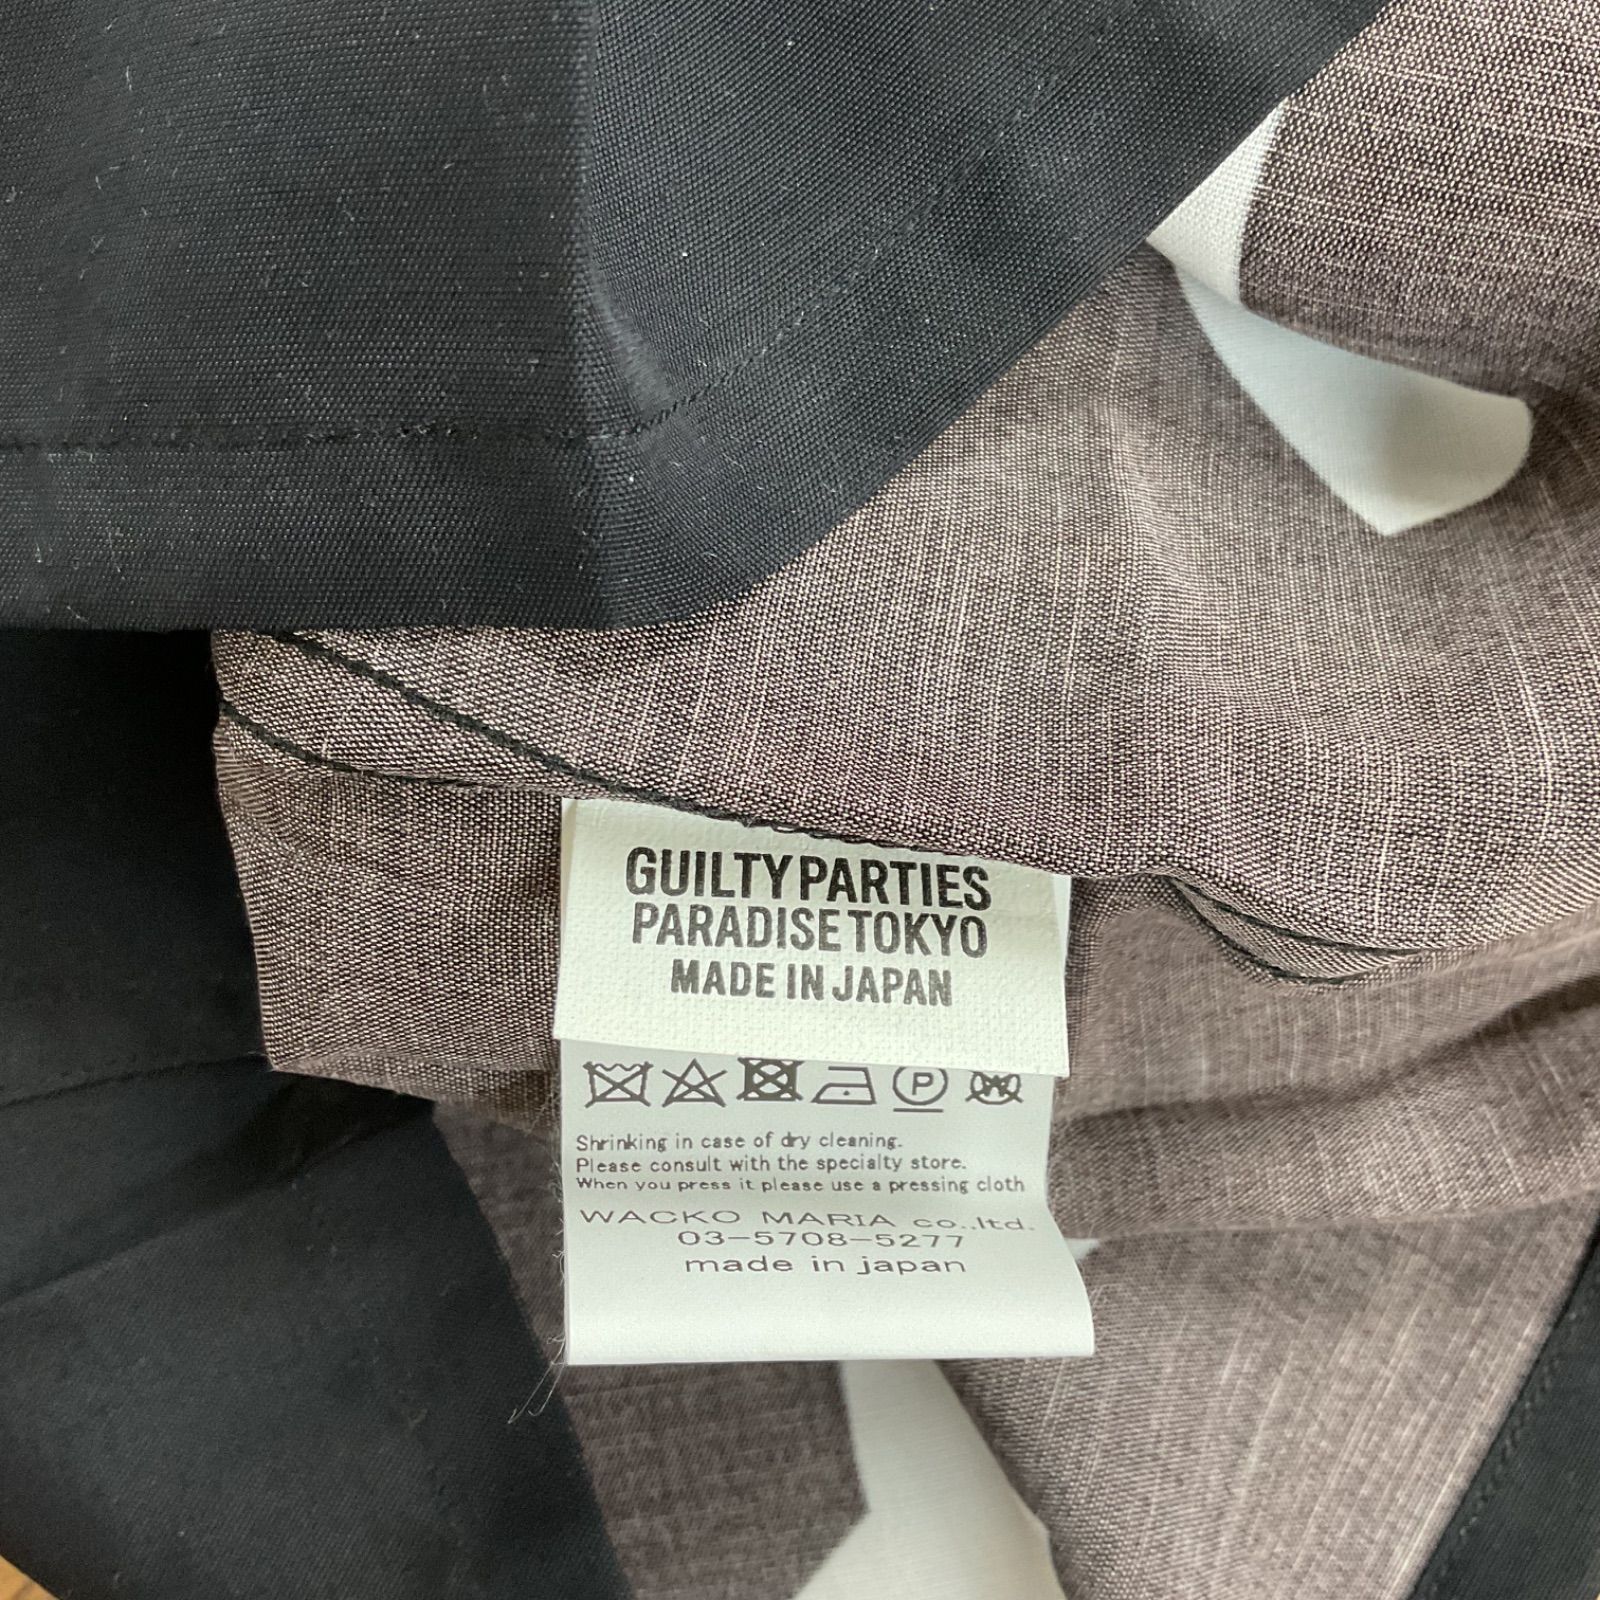 GUILTY PARTIES
PARADISE TOKYO
MADE IN JAPAN
P W
Shrinking in case of dry cleaning.
Please consult with the specialty store.
When you press it please use a pressing cloth
WACKO MARIA co.,ltd.
03-5708-5277
made in japan